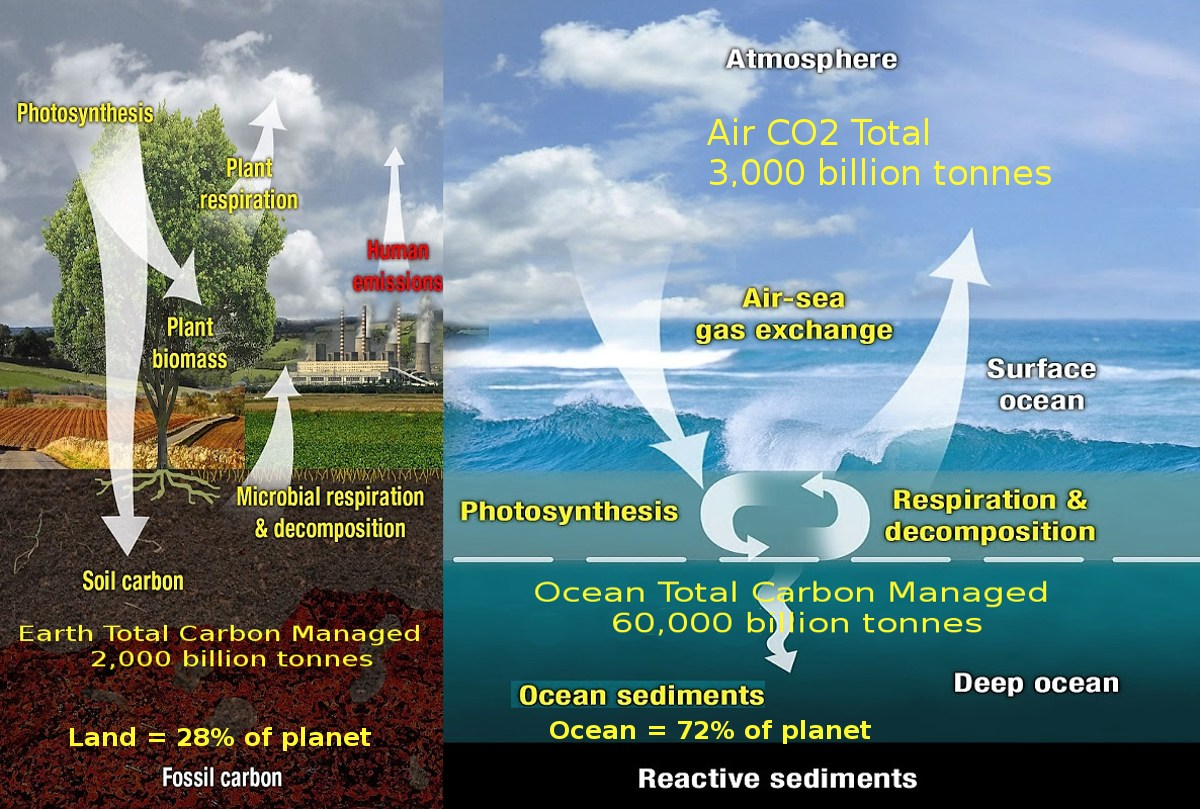 Photosynthesis
Plant
respiration
Human
emissions
Plant
biomass
Microbial respiration
& decomposition
Soil carbon
Earth Total Carbon Managed
2,000 billion tonnes
Land = 28% of planet
Fossil carbon
Atmosphere
Air CO2 Total
3,000 billion tonnes
Air-sea
gas exchange
Surface
ocean
Photosynthesis
Respiration &
decomposition
Ocean Total Carbon Managed
60,000 billion tonnes
Deep ocean
Ocean sediments
Ocean = 72% of planet
Reactive sediments